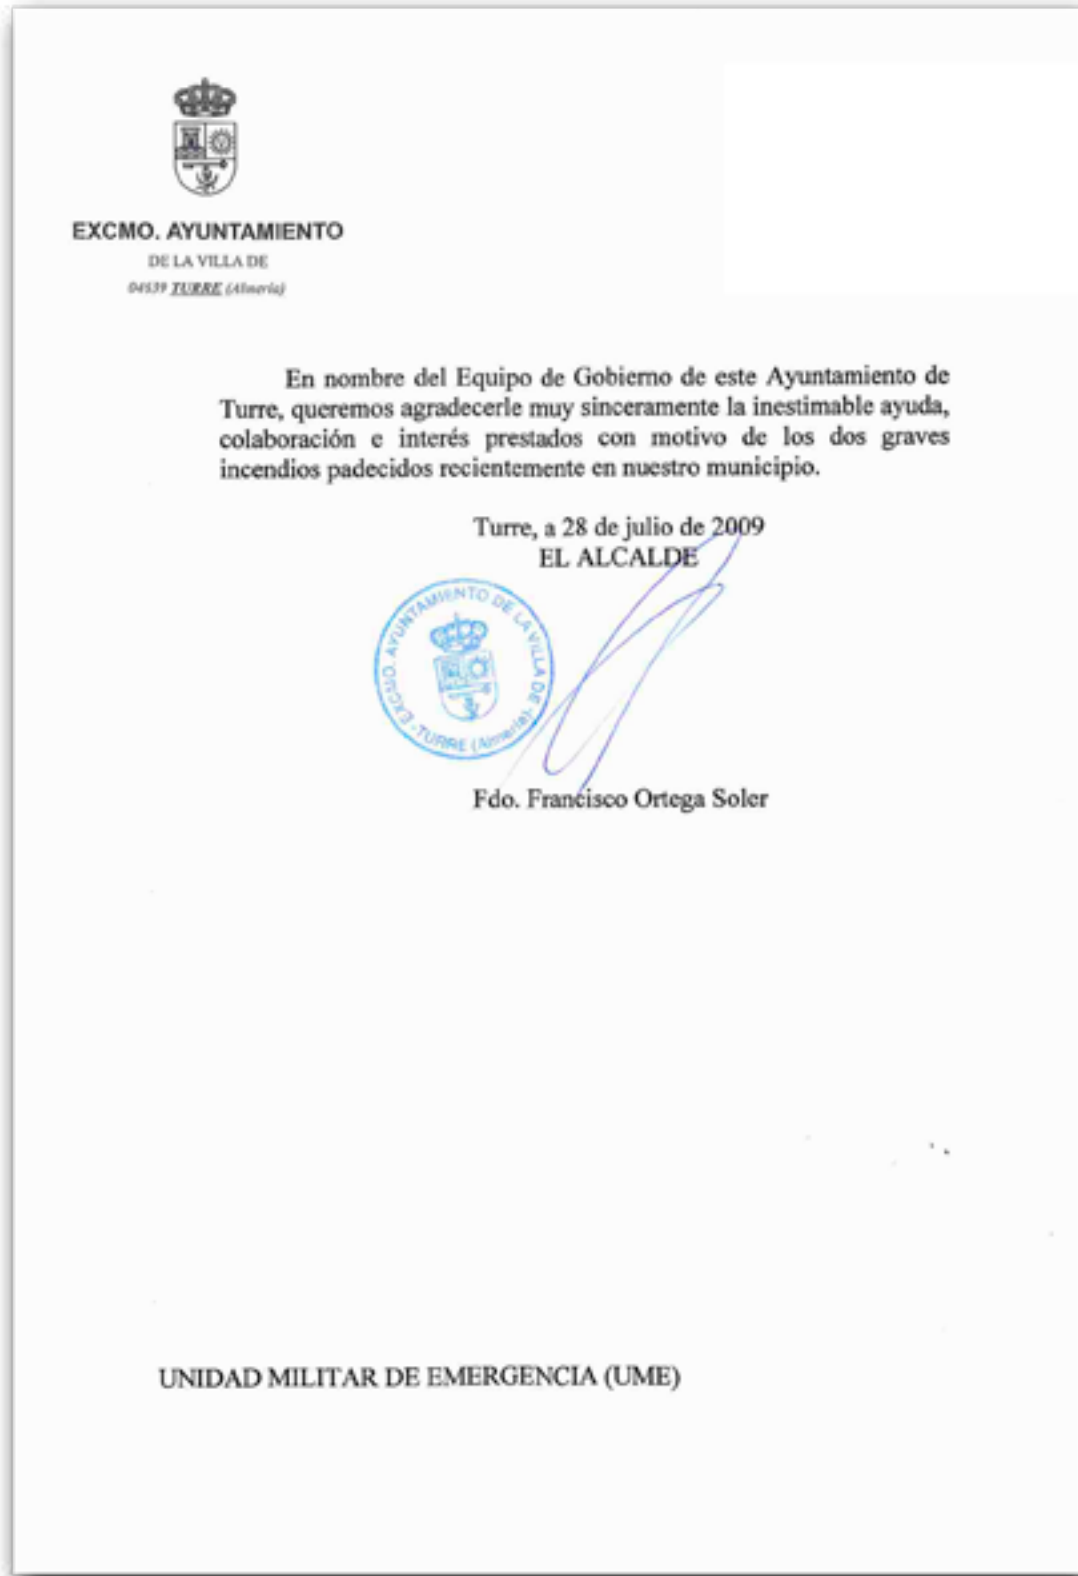 EXCMO. AYUNTAMIENTO
DE LA VILLA DE
04639 TURRE (Almería)
En nombre del Equipo de Gobierno de este Ayuntamiento de
Turre, queremos agradecerle muy sinceramente la inestimable ayuda,
colaboración e interés prestados con motivo de los dos graves
incendios padecidos recientemente en nuestro municipio.
Turre, a 28 de julio de 2009
EL ALCALDE
EXCMO. AYUNTAMIENTO DE LA VILLA DE
-TURRE (Almería)-
Fdo. Francisco Ortega Soler
UNIDAD MILITAR DE EMERGENCIA (UME)